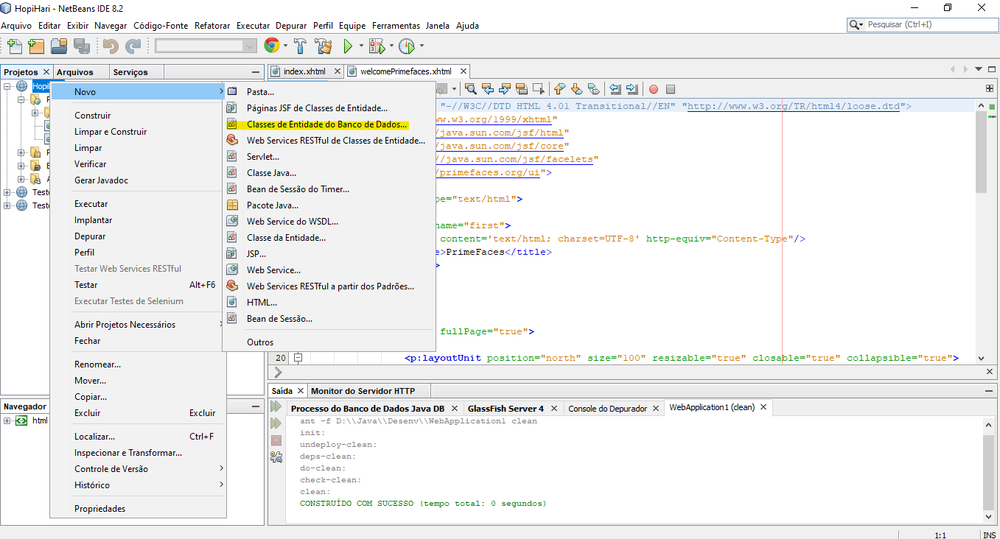 HopiHari - NetBeans IDE 8.2
Arquivo Editar Exibir Navegar Código-Fonte Refatorar Executar Depurar Perfil Equipe Ferramentas Janela Ajuda
Pesquisar (Ctrl+I)
Projetos Arquivos Serviços
index.xhtml welcomePrimefaces.xhtml
Hopi
Novo
Construir
Limpar e Construir
Limpar
Verificar
Gerar Javadoc
Executar
Implantar
Depurar
Perfil
Testar Web Services RESTful
Testar Alt+F6
Executar Testes de Selenium
Abrir Projetos Necessários
Fechar
Renomear...
Mover...
Copiar...
Excluir Excluir
Localizar... Ctrl+F
Inspecionar e Transformar...
Controle de Versão
Histórico
Propriedades
Pasta...
Páginas JSF de Classes de Entidade...
Classes de Entidade do Banco de Dados...
Web Services RESTful de Classes de Entidade...
Servlet...
Classe Java...
Bean de Sessão do Timer...
Pacote Java...
Web Service do WSDL...
Classe da Entidade...
JSP...
Web Service...
Web Services RESTful a partir dos Padrões...
HTML...
Bean de Sessão...
Outros
"-//W3C//DTD HTML 4.01 Transitional//EN" "http://www.w3.org/TR/html4/loose.dtd">
ww.w3.org/1999/xhtml"
/java.sun.com/jsf/html"
/java.sun.com/jsf/core"
//java.sun.com/jsf/facelets"
/primefaces.org/ui">
pe="text/html">
name="first">
content='text/html; charset=UTF-8' http-equiv="Content-Type"/>
e>PrimeFaces</title>
>
fullPage="true">
20 <p:layoutUnit position="north" size="100" resizable="true" closable="true" collapsible="true">
Navegador
html
Saída Monitor do Servidor HTTP
Processo do Banco de Dados Java DB GlassFish Server 4 Console do Depurador WebApplication1 (clean)
ant -f D:\\Java\\Desenv\\WebApplication1 clean
init:
undeploy-clean:
deps-clean:
do-clean:
check-clean:
clean:
CONSTRUÍDO COM SUCESSO (tempo total: 0 segundos)
1:1 INS